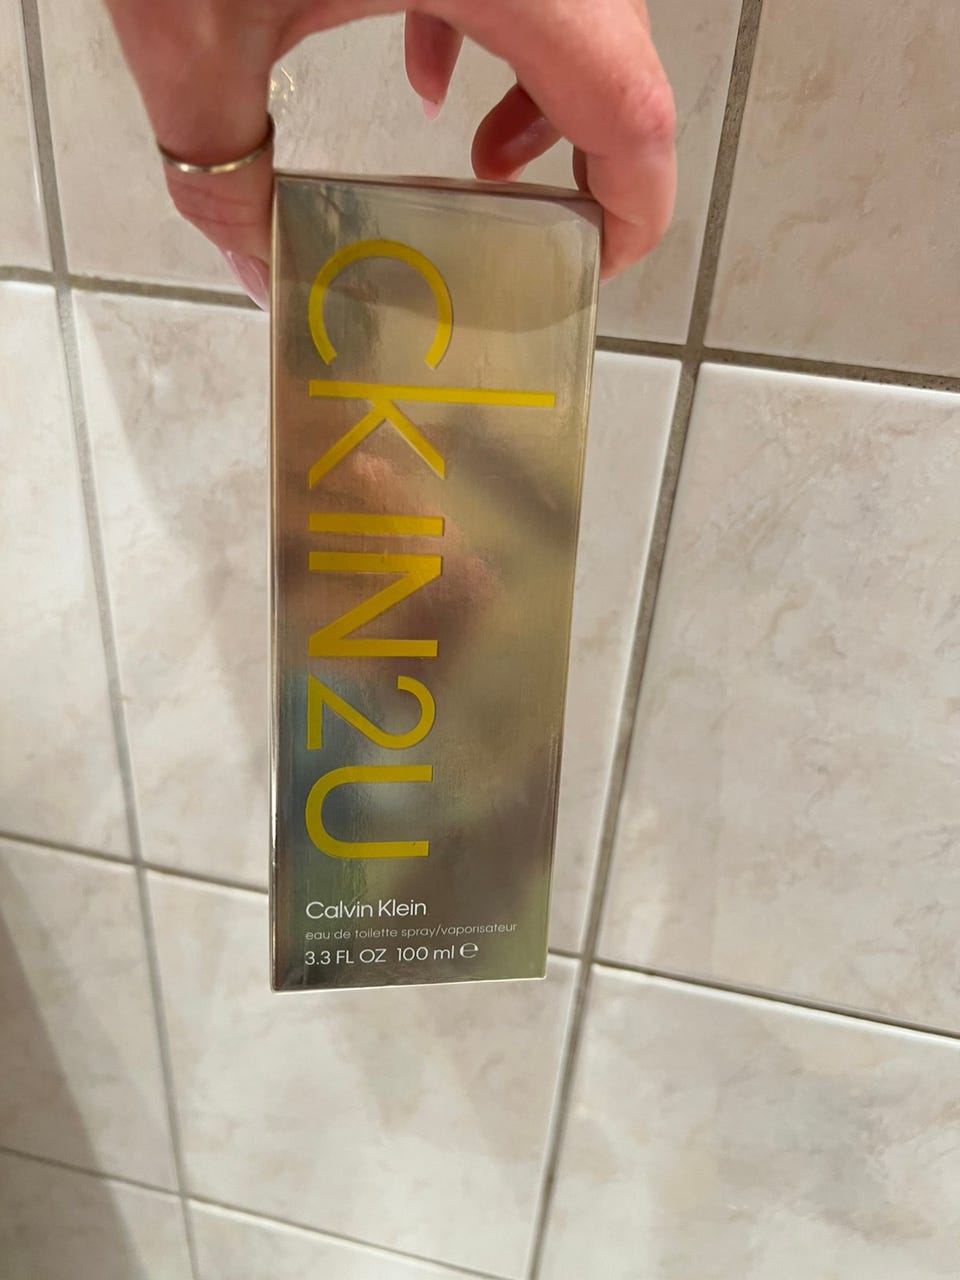 ckIN2U
Calvin Klein
eau de toilette spray/vaporisateur
3.3 FL OZ 100 ml ℮